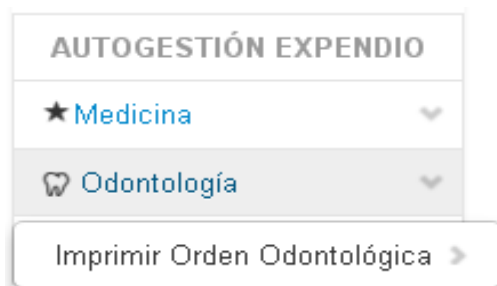 AUTOGESTIÓN EXPENDIO
Medicina
Odontología
Imprimir Orden Odontológica